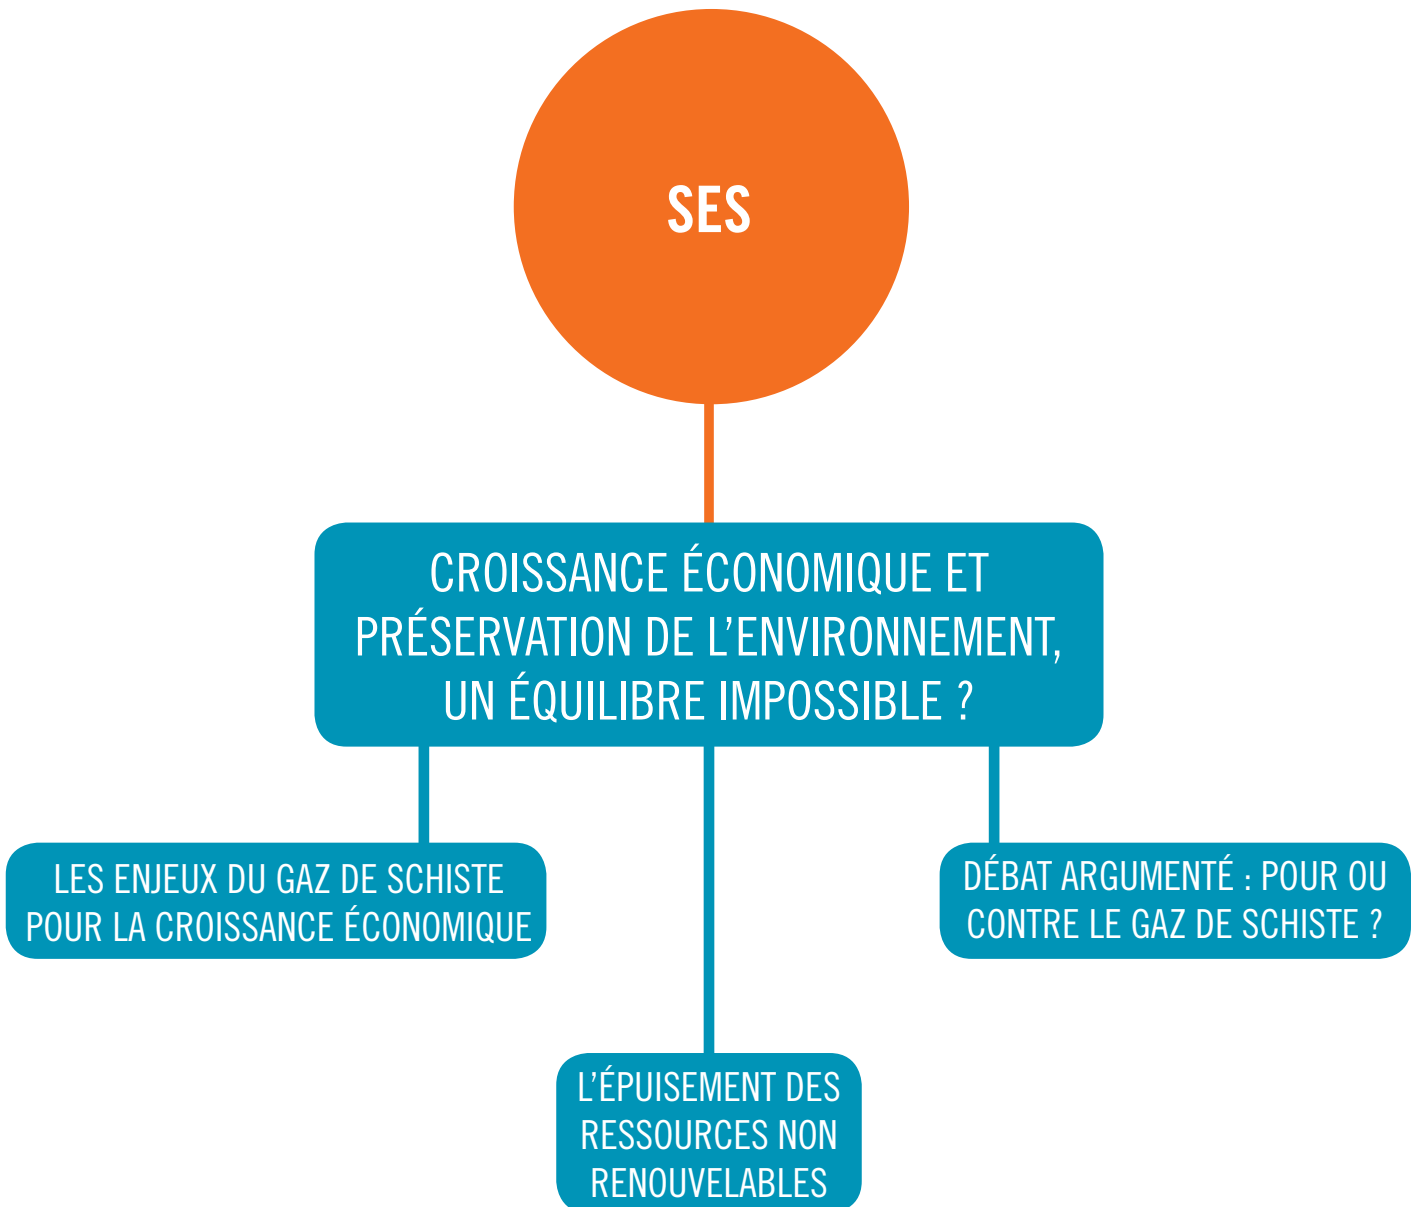 SES
CROISSANCE ÉCONOMIQUE ET
PRÉSERVATION DE L’ENVIRONNEMENT,
UN ÉQUILIBRE IMPOSSIBLE ?
LES ENJEUX DU GAZ DE SCHISTE
POUR LA CROISSANCE ÉCONOMIQUE
DÉBAT ARGUMENTÉ : POUR OU
CONTRE LE GAZ DE SCHISTE ?
L’ÉPUISEMENT DES
RESSOURCES NON
RENOUVELABLES